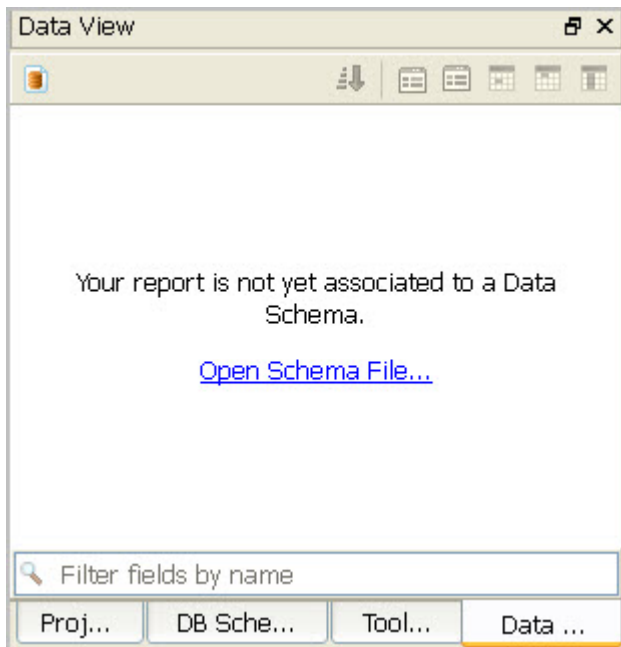 Data View
Your report is not yet associated to a Data
Schema.
Open Schema File...
Filter fields by name
Proj... DB Sche... Tool... Data ...